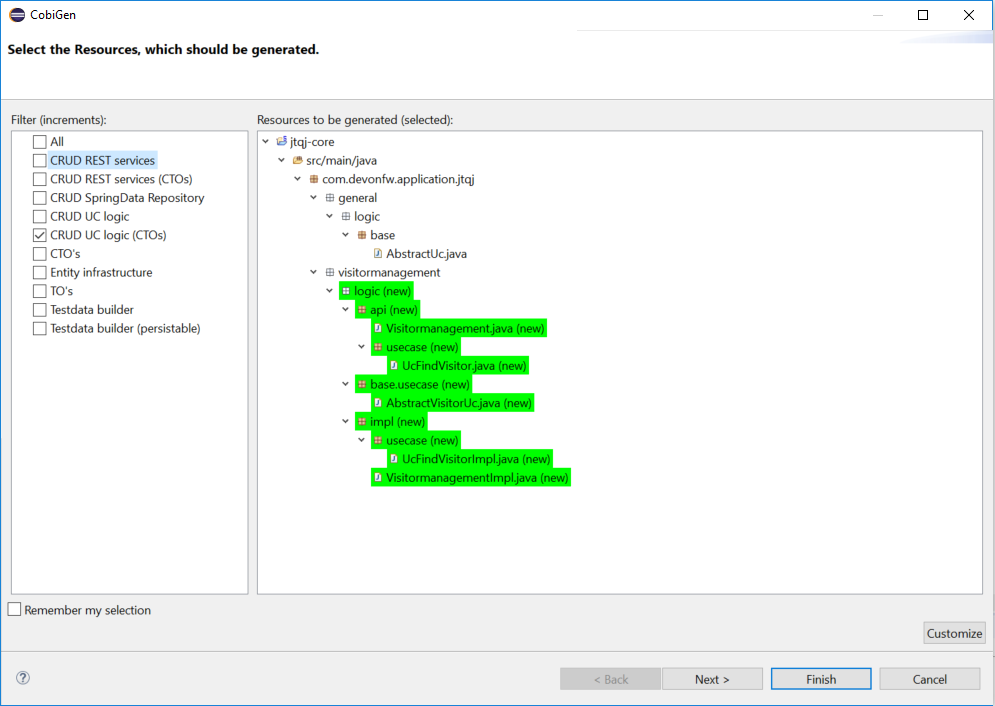 CobiGen
Select the Resources, which should be generated.
Filter (increments):
All
CRUD REST services
CRUD REST services (CTOs)
CRUD SpringData Repository
CRUD UC logic
CRUD UC logic (CTOs)
CTO's
Entity infrastructure
TO's
Testdata builder
Testdata builder (persistable)
Resources to be generated (selected):
jtqj-core
src/main/java
com.devonfw.application.jtqj
general
logic
base
AbstractUc.java
visitormanagement
logic (new)
api (new)
Visitormanagement.java (new)
usecase (new)
UcFindVisitor.java (new)
base.usecase (new)
AbstractVisitorUc.java (new)
impl (new)
usecase (new)
UcFindVisitorImpl.java (new)
VisitormanagementImpl.java (new)
Remember my selection
Customize
?
< Back
Next >
Finish
Cancel